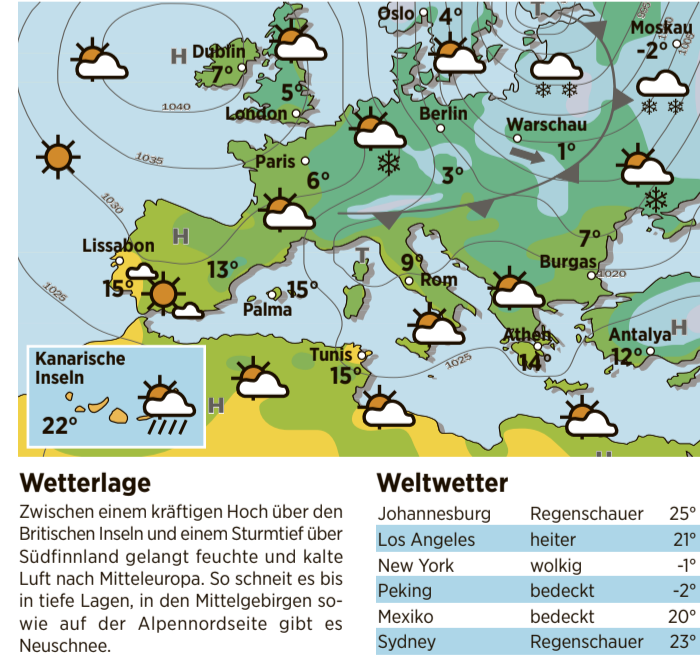 Oslo 4°
T
Moskau
-2°
H
Dublin
7°
5°
1040
London
Berlin
Warschau
1°
1035
Paris
6°
3°
1030
H
Lissabon
15°
13°
7°
Burgas
1020
T
9°
Rom
15°
Palma
1025
Athen
14°
Antalya
12°
H
Tunis
15°
1025
Kanarische
Inseln
22°
H
H
Wetterlage
Zwischen einem kräftigen Hoch über den
Britischen Inseln und einem Sturmtief über
Südfinnland gelangt feuchte und kalte
Luft nach Mitteleuropa. So schneit es bis
in tiefe Lagen, in den Mittelgebirgen so-
wie auf der Alpennordseite gibt es
Neuschnee.
Weltwetter
Johannesburg Regenschauer 25°
Los Angeles heiter 21°
New York wolkig -1°
Peking bedeckt -2°
Mexiko bedeckt 20°
Sydney Regenschauer 23°